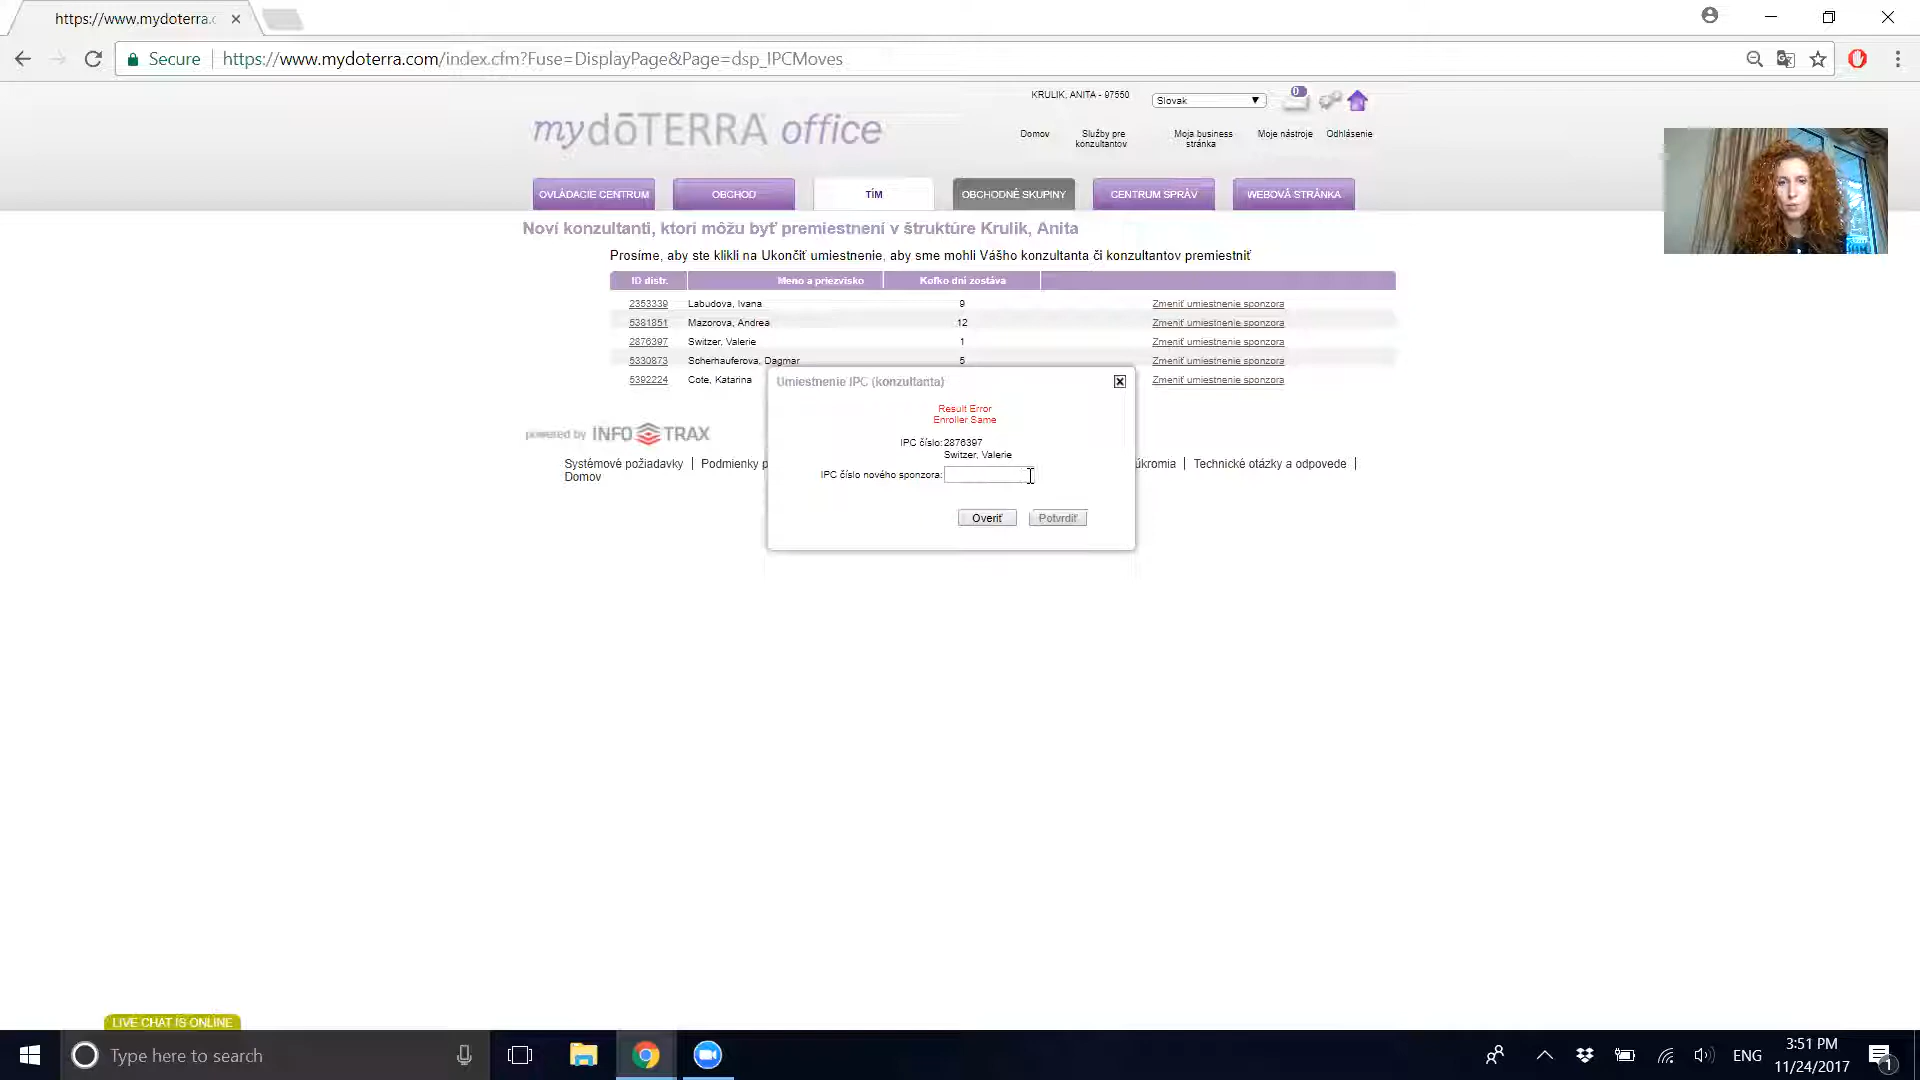 https://www.mydoterra.c
Secure https://www.mydoterra.com/index.cfm?Fuse=DisplayPage&Page=dsp_IPCMoves
KRULIK, ANITA - 97550
Slovak
0
mydōTERRA office
Domov
Služby pre konzultantov
Moja business stránka
Moje nástroje
Odhlásenie
OVLÁDACIE CENTRUM
OBCHOD
TÍM
OBCHODNÉ SKUPINY
CENTRUM SPRÁV
WEBOVÁ STRÁNKA
Noví konzultanti, ktorí môžu byť premiestnení v štruktúre Krulik, Anita
Prosíme, aby ste klikli na Ukončiť umiestnenie, aby sme mohli Vášho konzultanta či konzultantov premiestniť
ID distr. Meno a priezvisko Koľko dní zostáva
2353339 Labudova, Ivana 9 Zmeniť umiestnenie sponzora
5381851 Mazorova, Andrea 12 Zmeniť umiestnenie sponzora
2876397 Switzer, Valerie 1 Zmeniť umiestnenie sponzora
5330873 Scherhauferova, Dagmar 5 Zmeniť umiestnenie sponzora
5392224 Cote, Katarina Zmeniť umiestnenie sponzora
Umiestnenie IPC (konzultanta)
Result Error
Enroller Same
IPC číslo: 2876397
Switzer, Valerie
IPC číslo nového sponzora:
Overiť Potvrdiť
powered by INFO TRAX
Systémové požiadavky | Podmienky p úkromia | Technické otázky a odpovede |
Domov
LIVE CHAT IS ONLINE
Type here to search
ENG
3:51 PM
11/24/2017
1